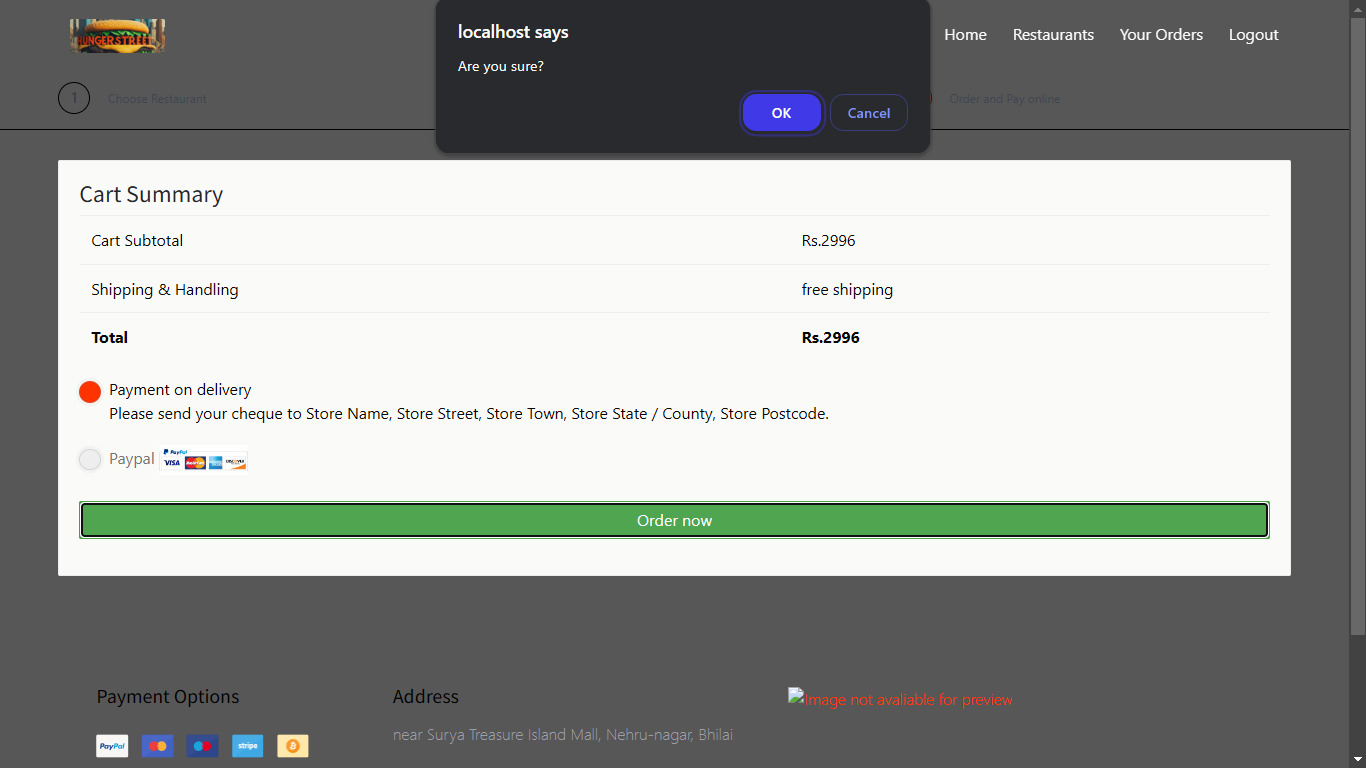 HUNGERSTREET
localhost says
Are you sure?
OK
Cancel
Home
Restaurants
Your Orders
Logout
1
Choose Restaurant
Order and Pay online
Cart Summary
Cart Subtotal
Rs.2996
Shipping & Handling
free shipping
Total
Rs.2996
Payment on delivery
Please send your cheque to Store Name, Store Street, Store Town, Store State / County, Store Postcode.
Paypal
PayPal
VISA
DISCOVER
Order now
Payment Options
Address
Image not avaliable for preview
PayPal
stripe
near Surya Treasure Island Mall, Nehru-nagar, Bhilai